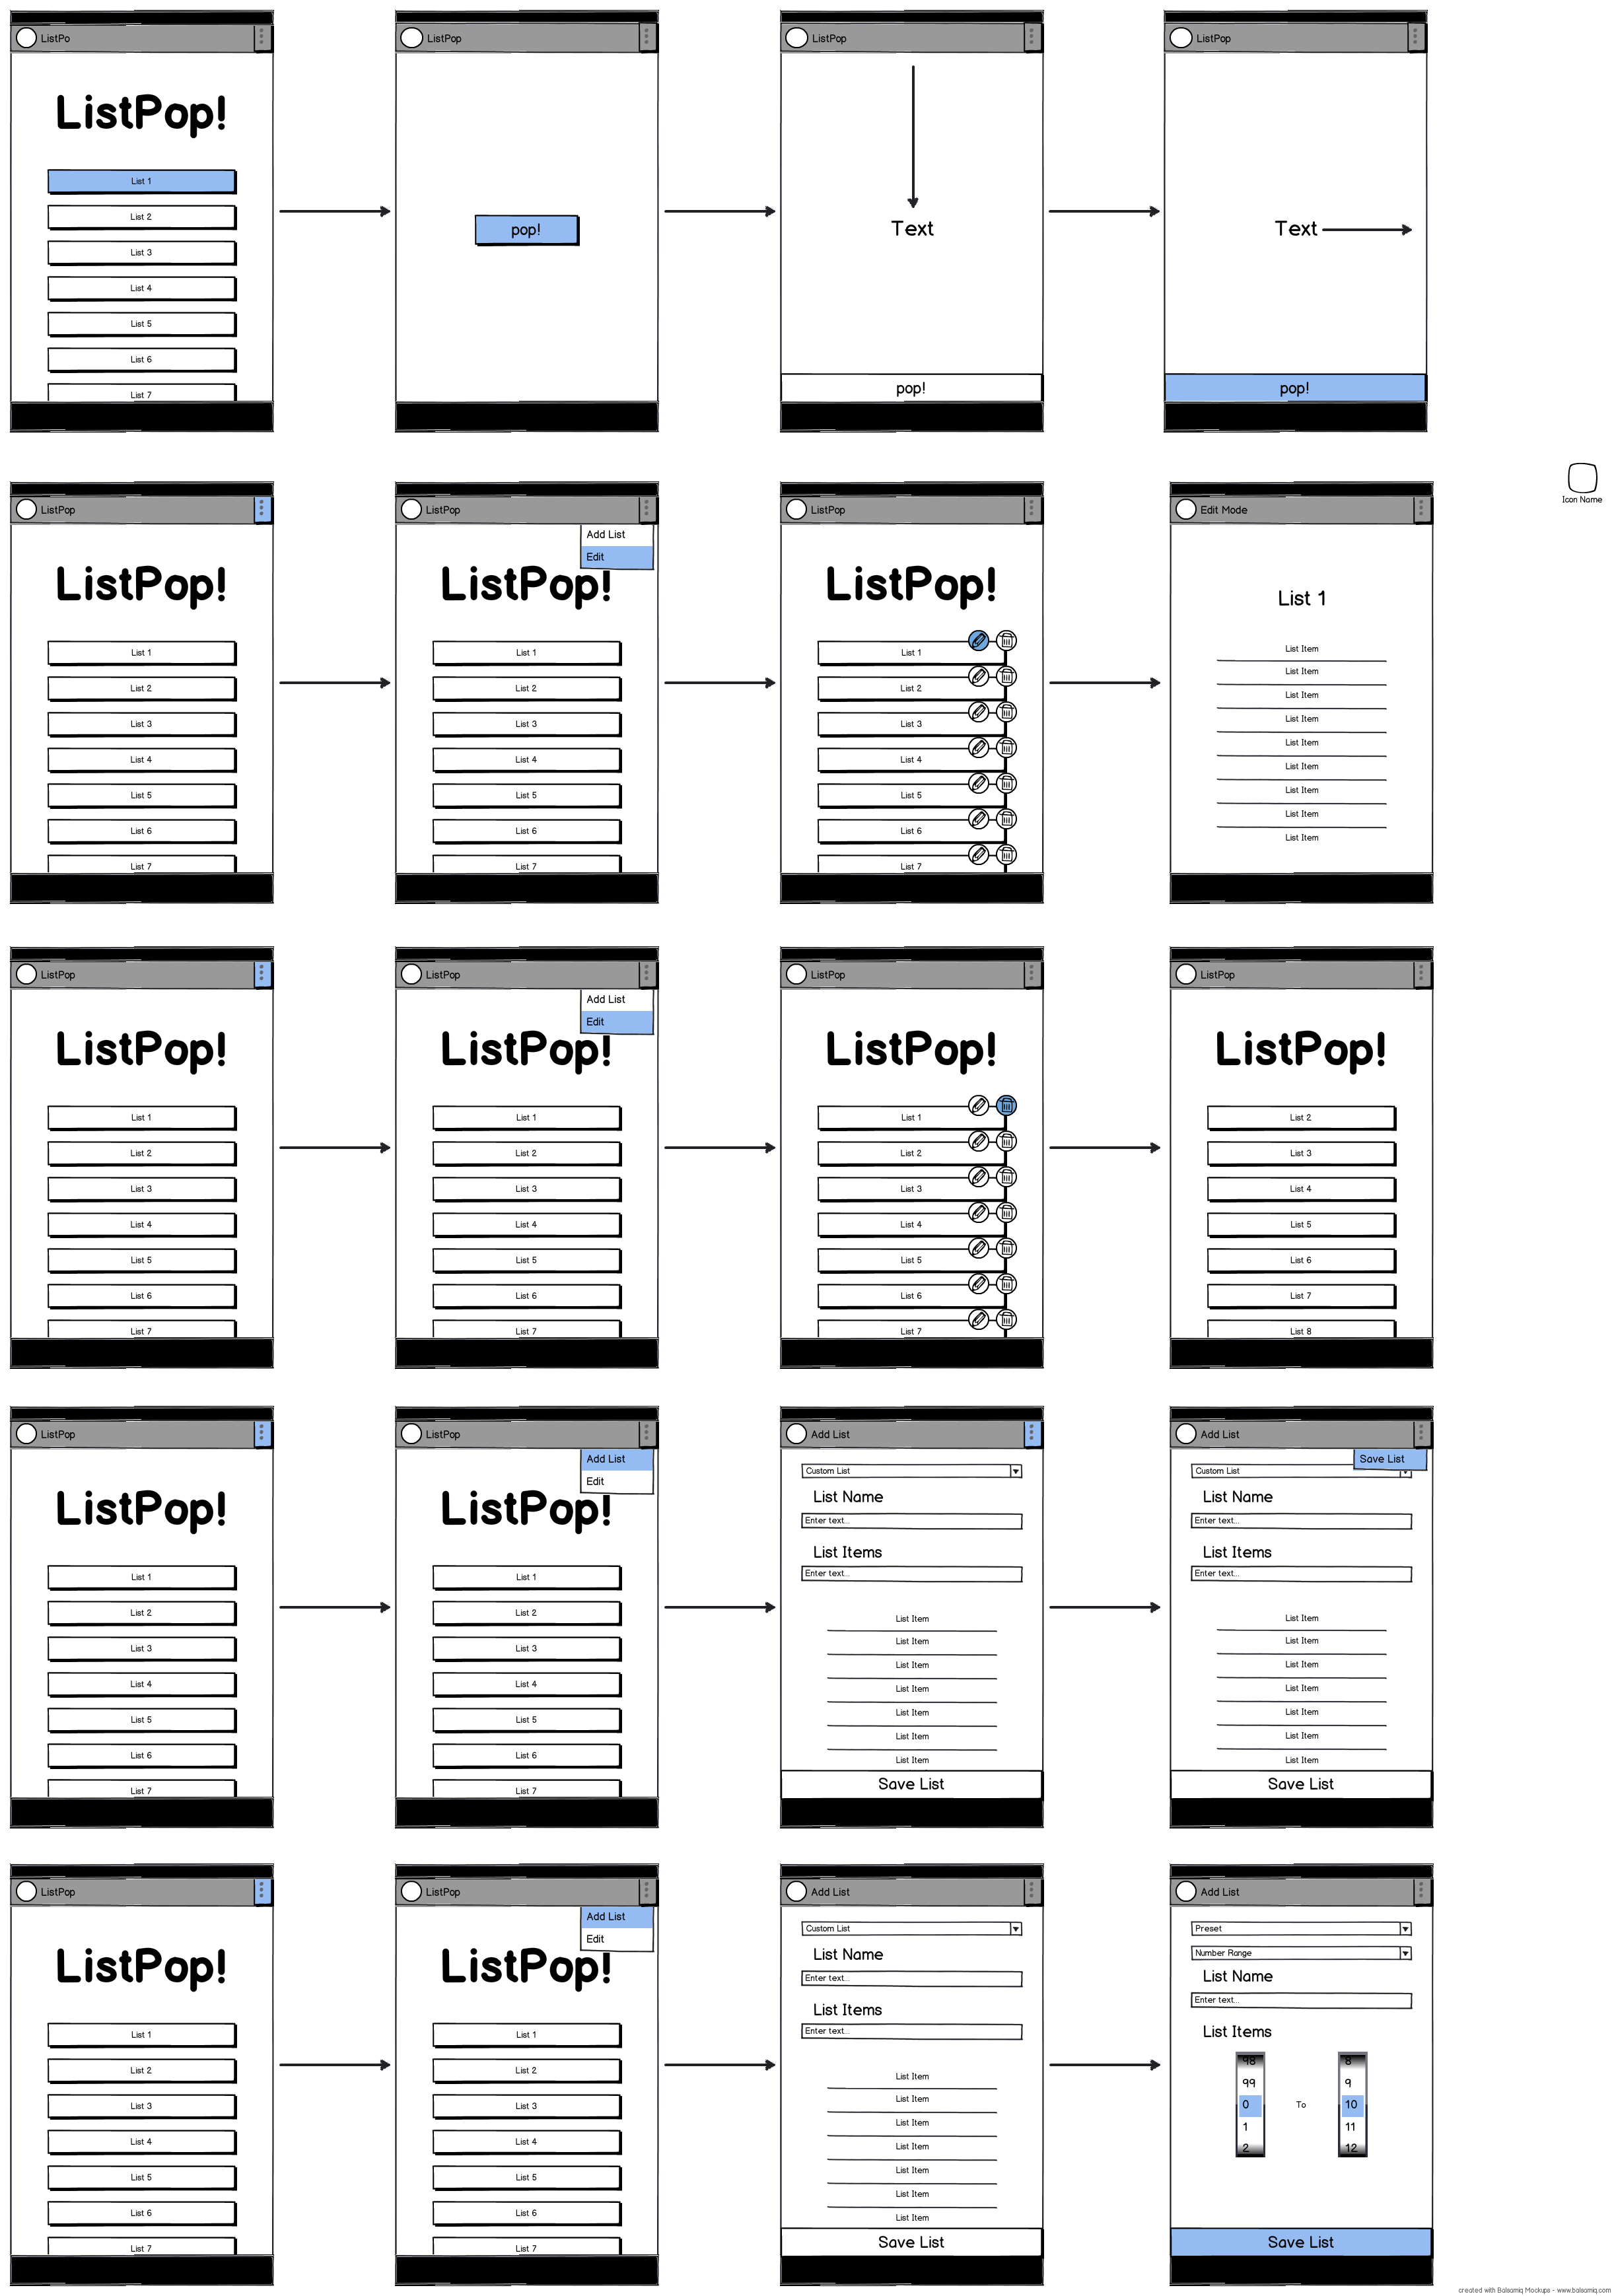 ListPo
ListPop!
List 1
List 2
List 3
List 4
List 5
List 6
List 7
ListPop
pop!
ListPop
Text
pop!
ListPop
Text
pop!
Icon Name
ListPop
ListPop!
List 1
List 2
List 3
List 4
List 5
List 6
List 7
ListPop
Add List
Edit
ListPop!
List 1
List 2
List 3
List 4
List 5
List 6
List 7
ListPop
ListPop!
List 1
List 2
List 3
List 4
List 5
List 6
List 7
Edit Mode
List 1
List Item
List Item
List Item
List Item
List Item
List Item
List Item
List Item
List Item
ListPop
ListPop!
List 1
List 2
List 3
List 4
List 5
List 6
List 7
ListPop
Add List
Edit
ListPop!
List 1
List 2
List 3
List 4
List 5
List 6
List 7
ListPop
ListPop!
List 1
List 2
List 3
List 4
List 5
List 6
List 7
ListPop
ListPop!
List 2
List 3
List 4
List 5
List 6
List 7
List 8
ListPop
ListPop!
List 1
List 2
List 3
List 4
List 5
List 6
List 7
ListPop
Add List
Edit
ListPop!
List 1
List 2
List 3
List 4
List 5
List 6
List 7
Add List
Custom List
List Name
Enter text...
List Items
Enter text...
List Item
List Item
List Item
List Item
List Item
List Item
List Item
Save List
Add List
Save List
Custom List
List Name
Enter text...
List Items
Enter text...
List Item
List Item
List Item
List Item
List Item
List Item
List Item
Save List
ListPop
ListPop!
List 1
List 2
List 3
List 4
List 5
List 6
List 7
ListPop
Add List
Edit
ListPop!
List 1
List 2
List 3
List 4
List 5
List 6
List 7
Add List
Custom List
List Name
Enter text...
List Items
Enter text...
List Item
List Item
List Item
List Item
List Item
List Item
List Item
Save List
Add List
Preset
Number Range
List Name
Enter text...
List Items
98 8
99 9
0 To 10
1 11
2 12
Save List
created with Balsamiq Mockups - www.balsamiq.com